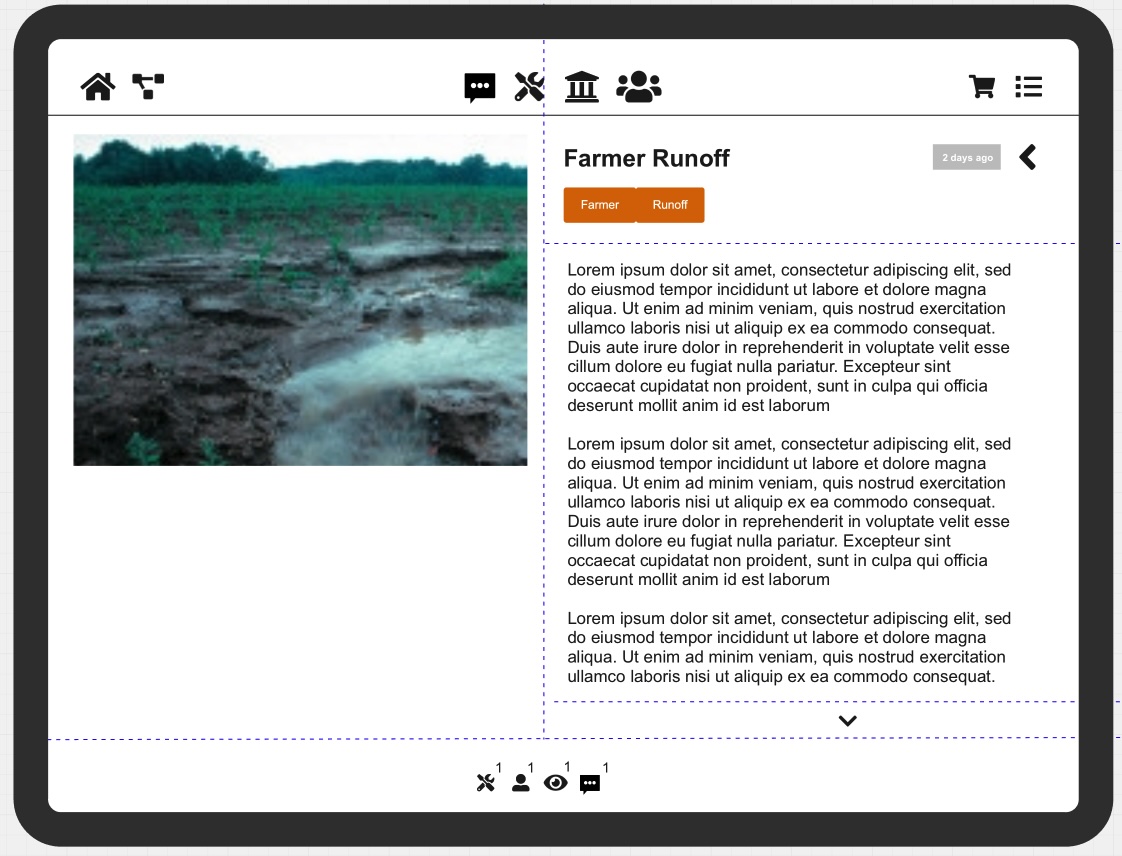 Farmer Runoff
2 days ago
Farmer
Runoff
Lorem ipsum dolor sit amet, consectetur adipiscing elit, sed
do eiusmod tempor incididunt ut labore et dolore magna
aliqua. Ut enim ad minim veniam, quis nostrud exercitation
ullamco laboris nisi ut aliquip ex ea commodo consequat.
Duis aute irure dolor in reprehenderit in voluptate velit esse
cillum dolore eu fugiat nulla pariatur. Excepteur sint
occaecat cupidatat non proident, sunt in culpa qui officia
deserunt mollit anim id est laborum
Lorem ipsum dolor sit amet, consectetur adipiscing elit, sed
do eiusmod tempor incididunt ut labore et dolore magna
aliqua. Ut enim ad minim veniam, quis nostrud exercitation
ullamco laboris nisi ut aliquip ex ea commodo consequat.
Duis aute irure dolor in reprehenderit in voluptate velit esse
cillum dolore eu fugiat nulla pariatur. Excepteur sint
occaecat cupidatat non proident, sunt in culpa qui officia
deserunt mollit anim id est laborum
Lorem ipsum dolor sit amet, consectetur adipiscing elit, sed
do eiusmod tempor incididunt ut labore et dolore magna
aliqua. Ut enim ad minim veniam, quis nostrud exercitation
ullamco laboris nisi ut aliquip ex ea commodo consequat.
1 1 1 1